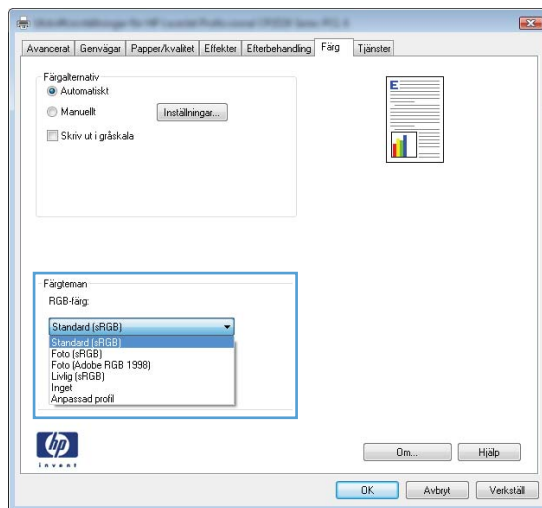 Avancerat Genvägar Papper/kvalitet Effekter Efterbehandling Färg Tjänster
Färgalternativ
Automatiskt
Manuellt Inställningar...
Skriv ut i gråskala
E
Färgteman
RGB-färg:
Standard (sRGB)
Standard (sRGB)
Foto (sRGB)
Foto (Adobe RGB 1998)
Livlig (sRGB)
Inget
Anpassad profil
hp
invent
Om... Hjälp
OK Avbryt Verkställ